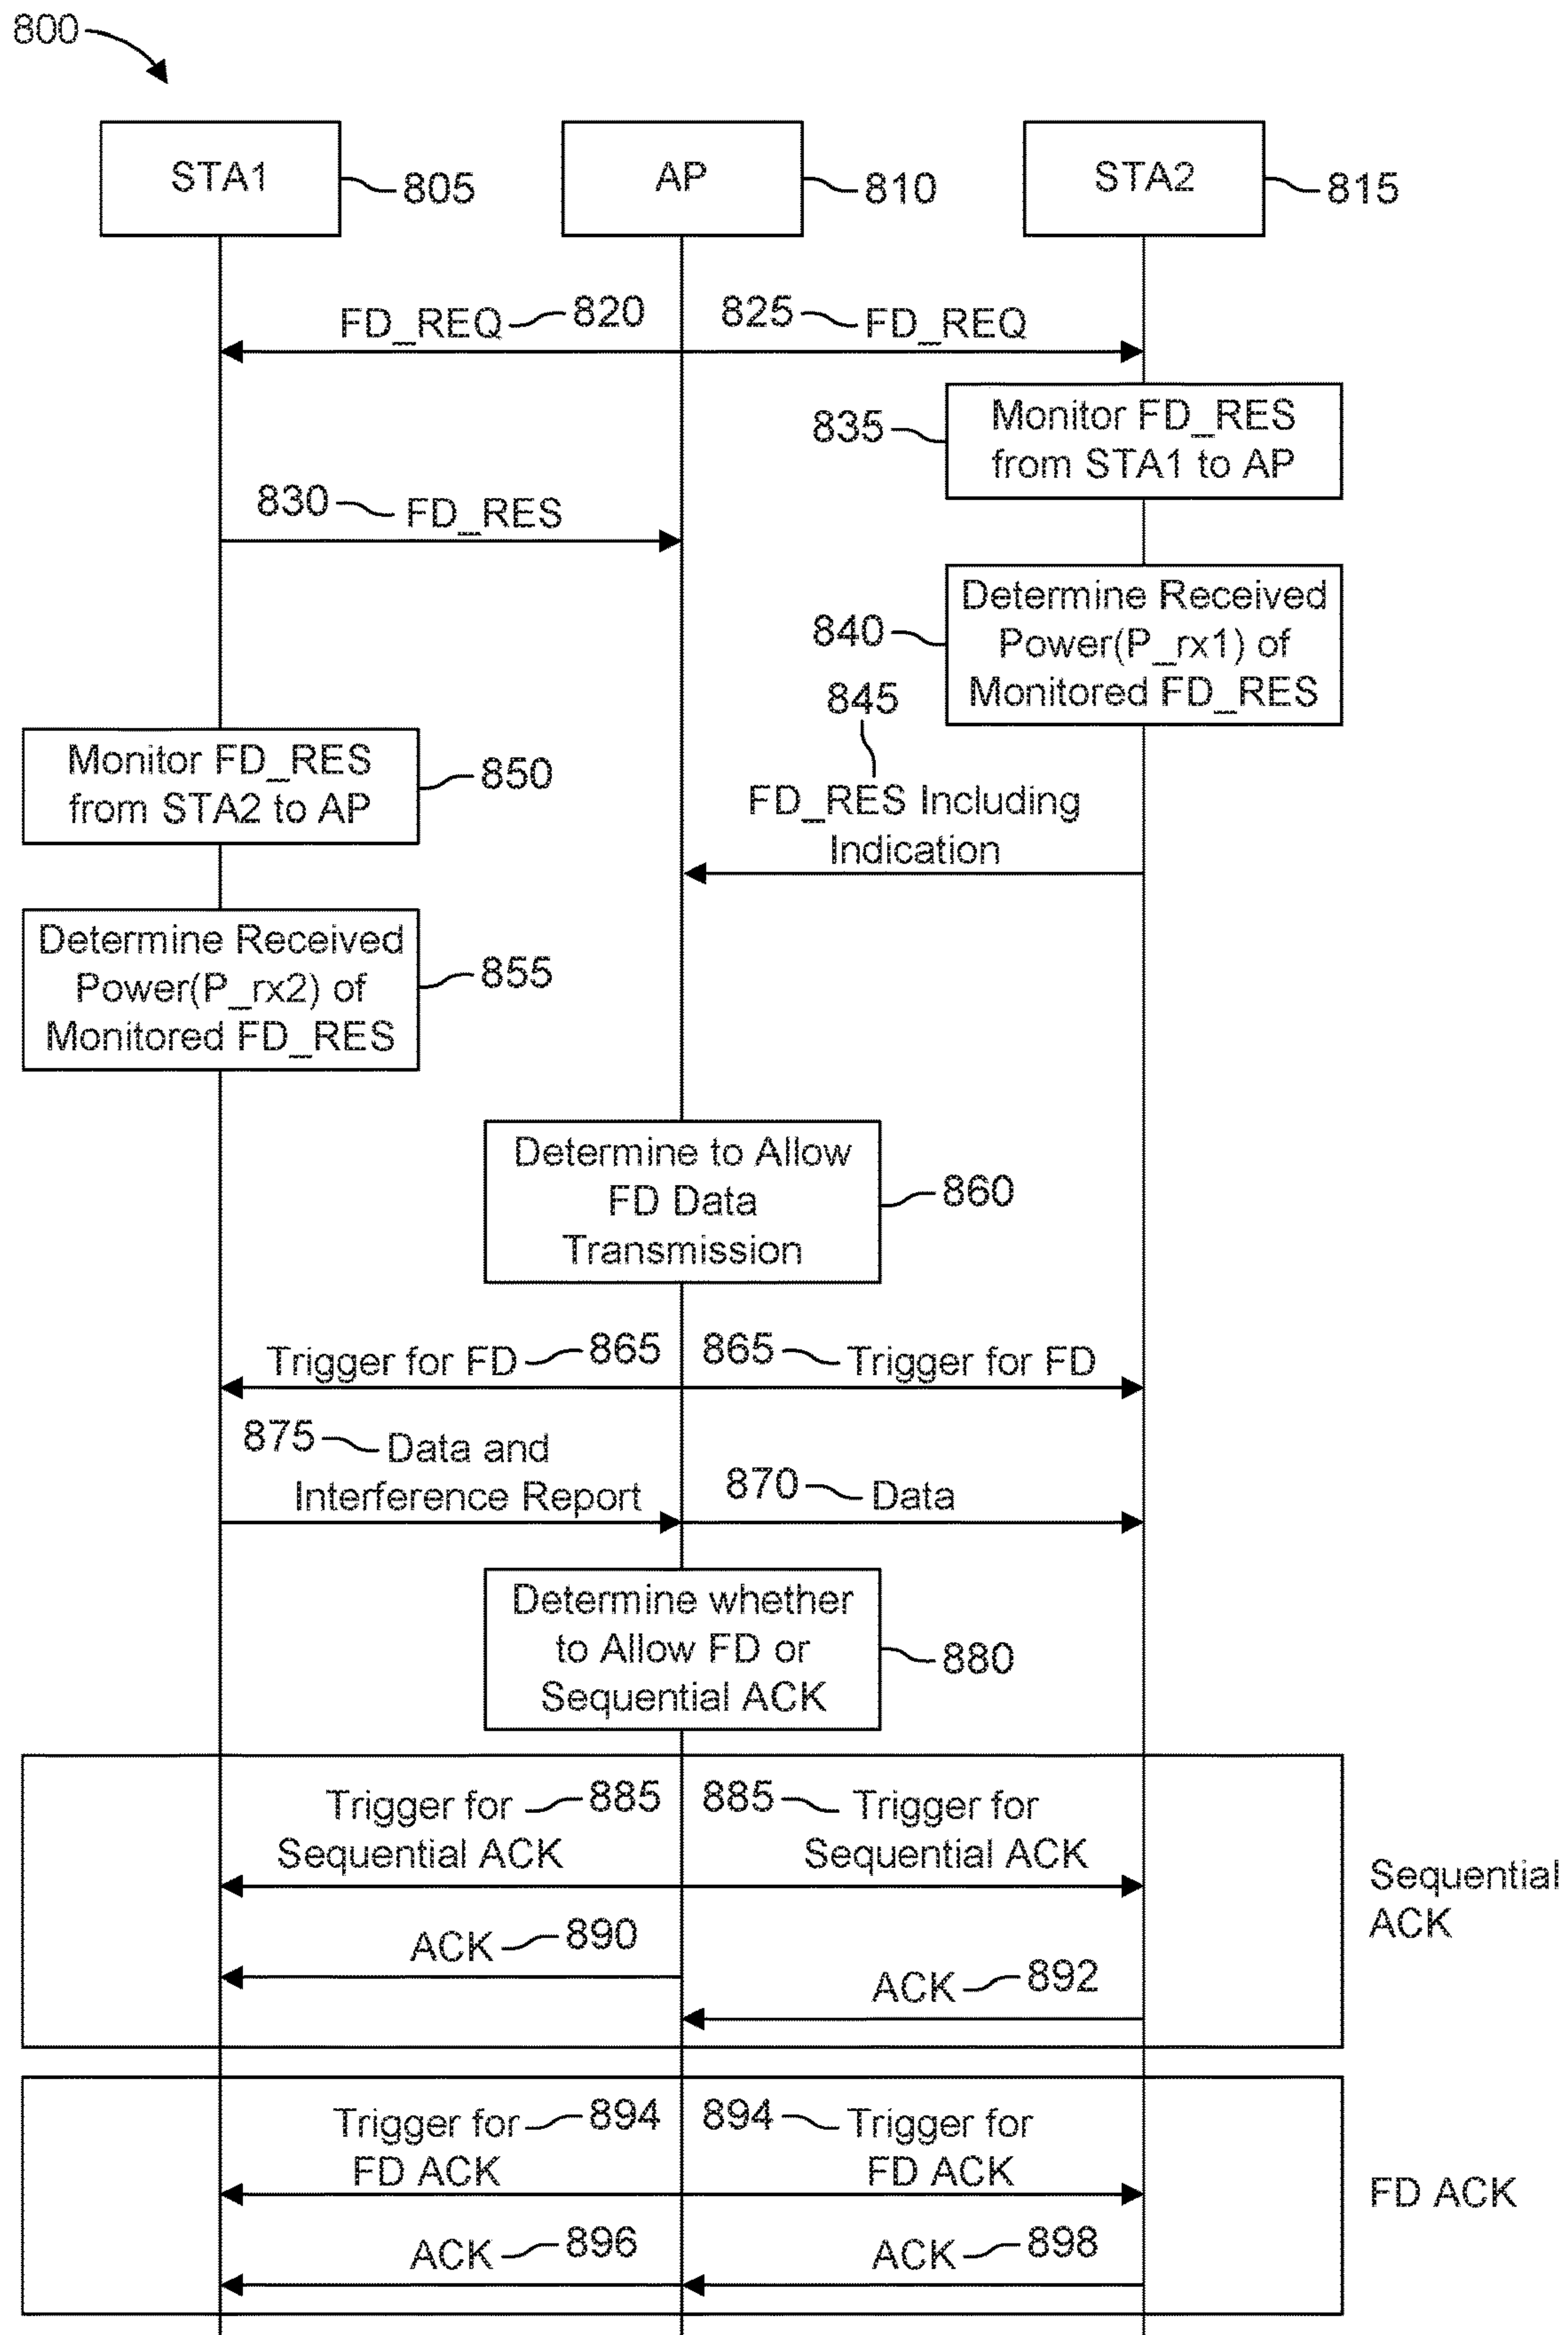 800
STA1
805
AP
810
STA2
815
FD_REQ
820
825
FD_REQ
835
Monitor FD_RES
from STA1 to AP
830
FD_RES
840
Determine Received
Power(P_rx1) of
Monitored FD_RES
845
Monitor FD_RES
from STA2 to AP
850
FD_RES Including
Indication
Determine Received
Power(P_rx2) of
Monitored FD_RES
855
Determine to Allow
FD Data
Transmission
860
Trigger for FD
865
865
Trigger for FD
875
Data and
Interference Report
870
Data
Determine whether
to Allow FD or
Sequential ACK
880
Trigger for
Sequential ACK
885
885
Trigger for
Sequential ACK
Sequential
ACK
ACK
890
ACK
892
Trigger for
FD ACK
894
894
Trigger for
FD ACK
FD ACK
ACK
896
ACK
898